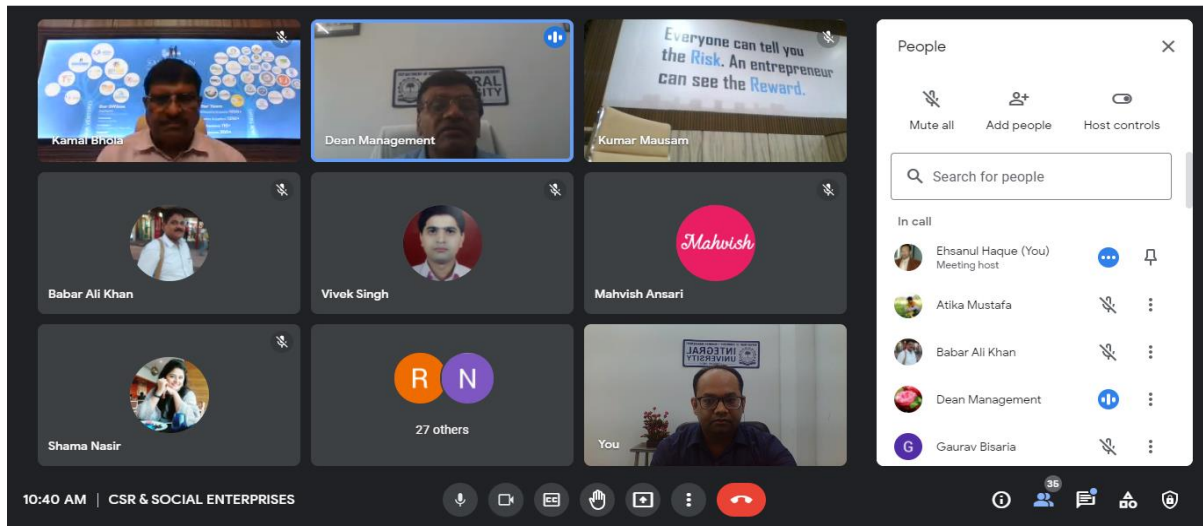 Kamal Bhola
INTEGRAL
UNIVERSITY
Dean Management
Everyone can tell you
the Risk. An entrepreneur
can see the Reward.
Kumar Mausam
Babar Ali Khan
Vivek Singh
Mahvish
Mahvish Ansari
Shama Nasir
R N
27 others
INTEGRAL
UNIVERSITY
You
People
Mute all
Add people
Host controls
Search for people
In call
Ehsanul Haque (You)
Meeting host
Atika Mustafa
Babar Ali Khan
Dean Management
G
Gaurav Bisaria
10:40 AM | CSR & SOCIAL ENTERPRISES
CC
35